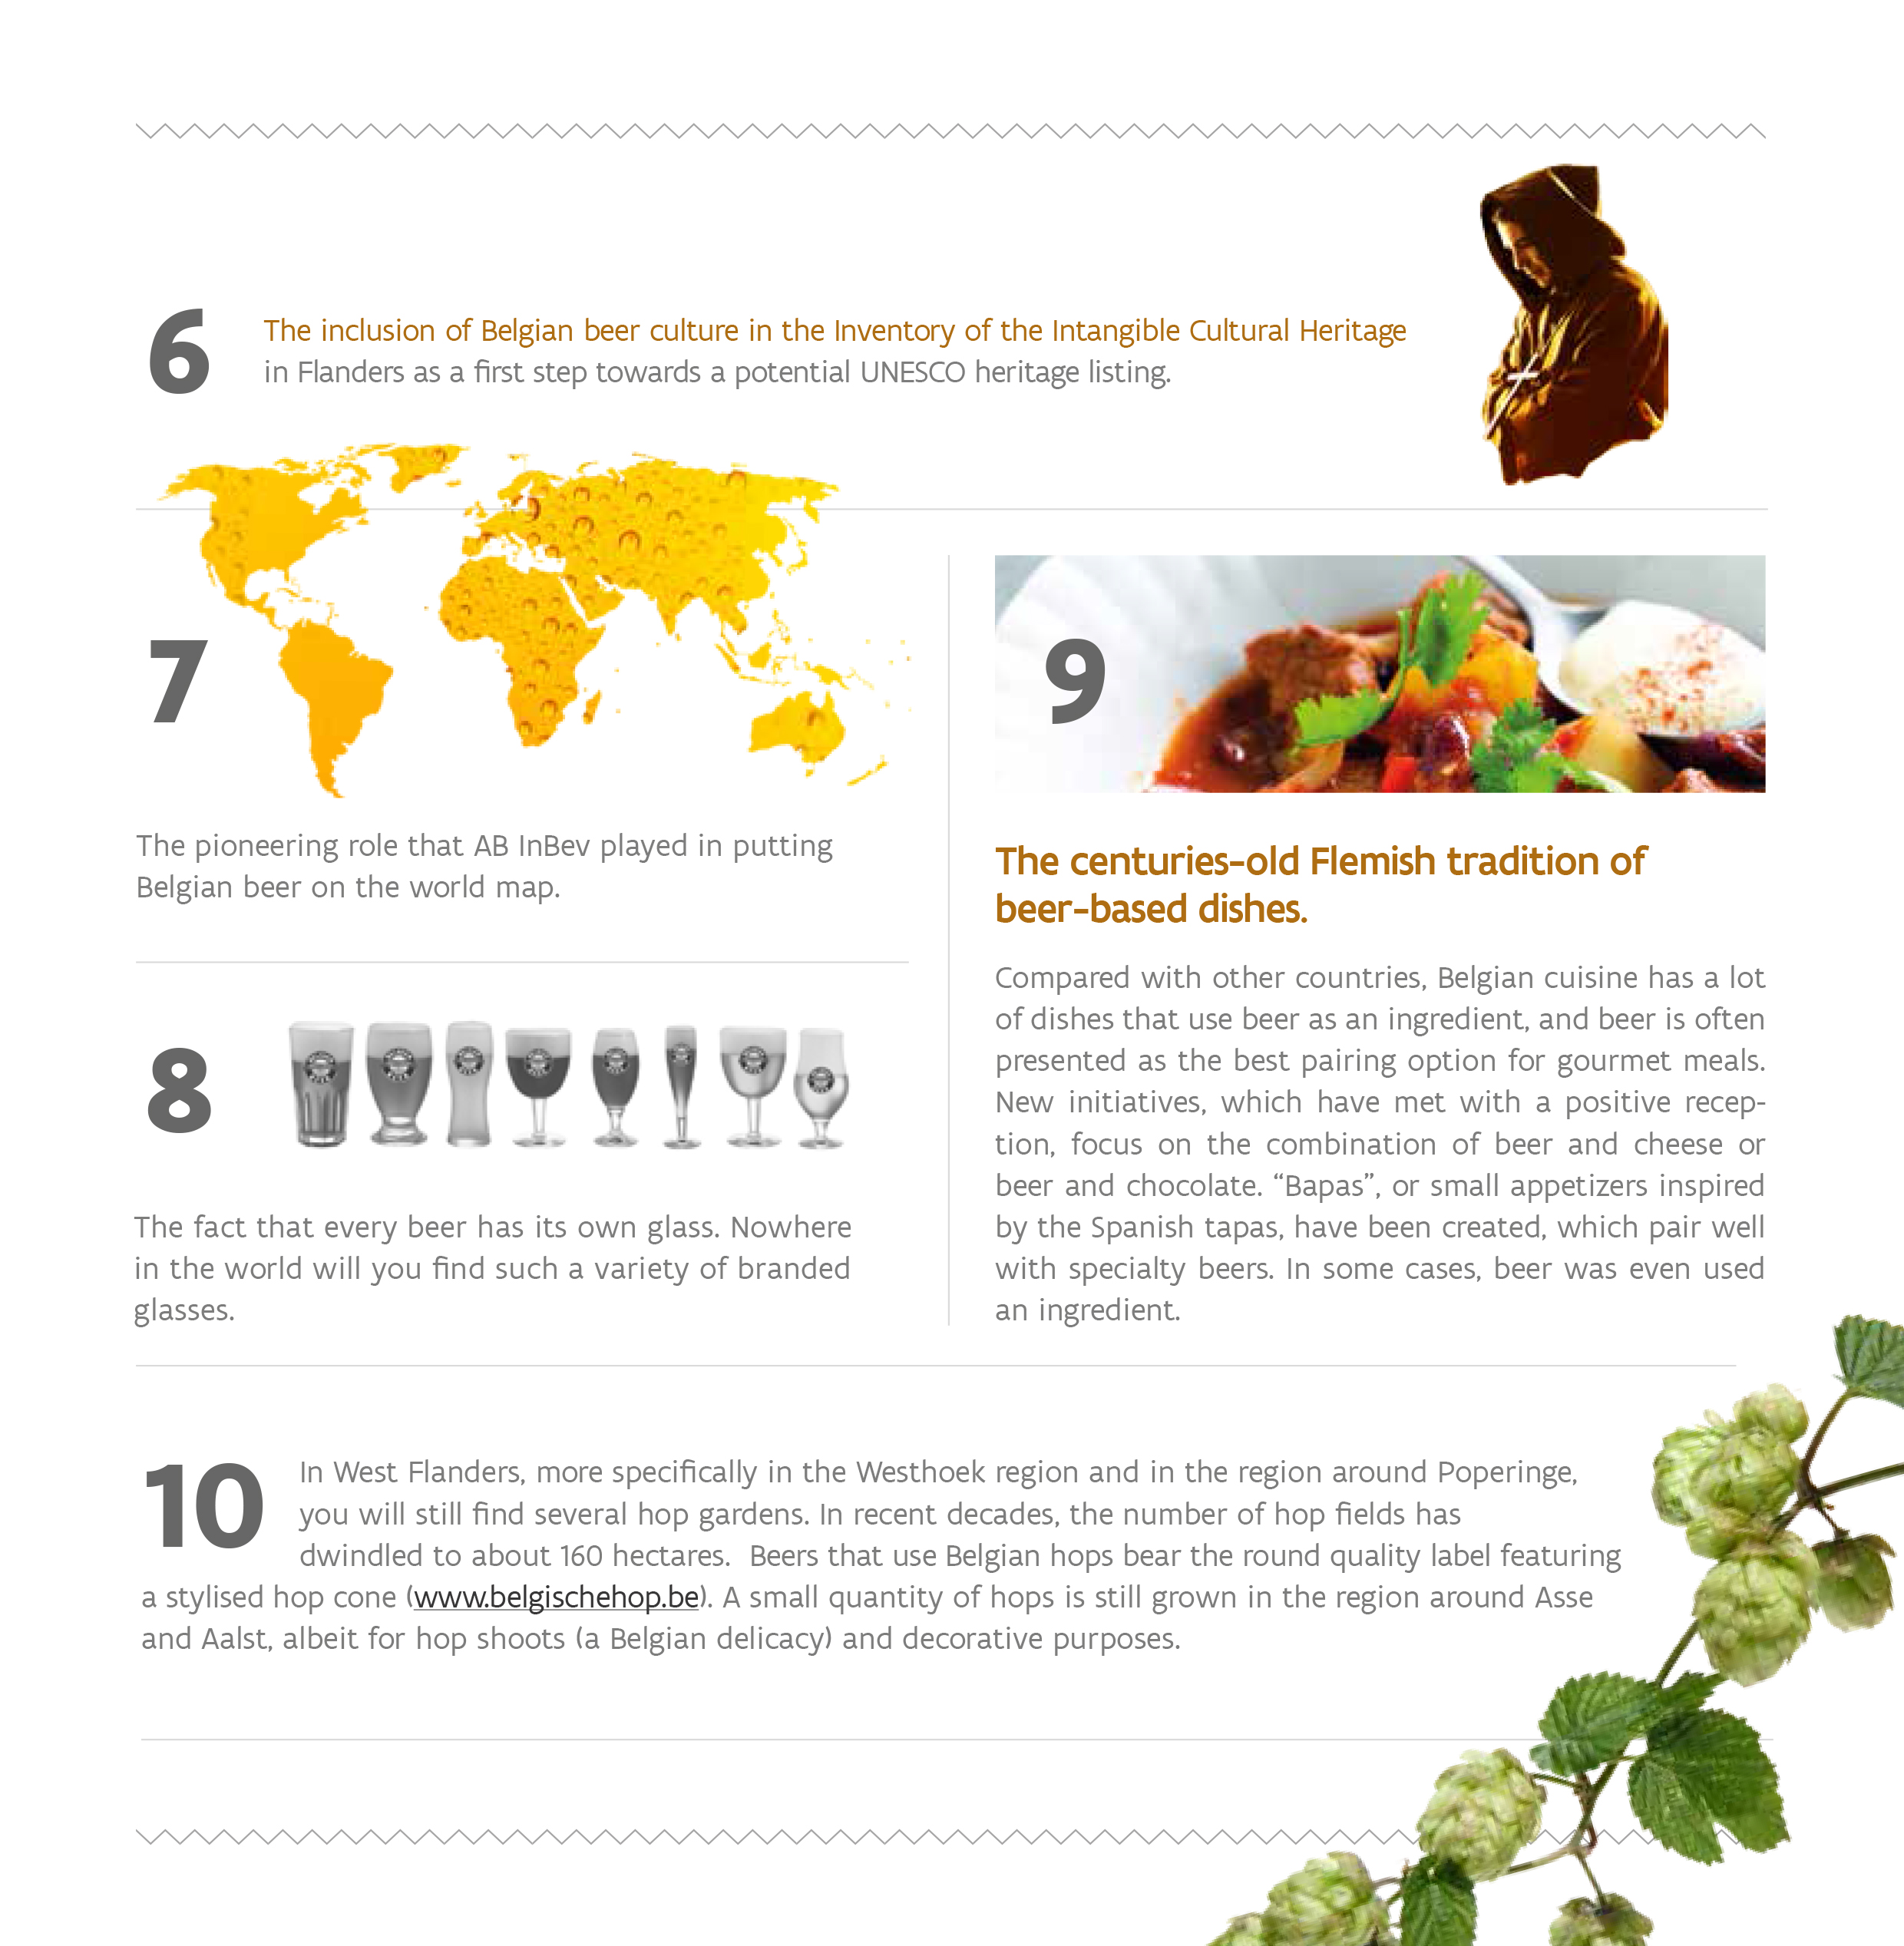 6
The inclusion of Belgian beer culture in the Inventory of the Intangible Cultural Heritage
in Flanders as a first step towards a potential UNESCO heritage listing.
7
The pioneering role that AB InBev played in putting
Belgian beer on the world map.
8
The fact that every beer has its own glass. Nowhere
in the world will you find such a variety of branded
glasses.
9
The centuries-old Flemish tradition of
beer-based dishes.
Compared with other countries, Belgian cuisine has a lot
of dishes that use beer as an ingredient, and beer is often
presented as the best pairing option for gourmet meals.
New initiatives, which have met with a positive recep-
tion, focus on the combination of beer and cheese or
beer and chocolate. “Bapas”, or small appetizers inspired
by the Spanish tapas, have been created, which pair well
with specialty beers. In some cases, beer was even used
an ingredient.
10
In West Flanders, more specifically in the Westhoek region and in the region around Poperinge,
you will still find several hop gardens. In recent decades, the number of hop fields has
dwindled to about 160 hectares.  Beers that use Belgian hops bear the round quality label featuring
a stylised hop cone (www.belgischehop.be). A small quantity of hops is still grown in the region around Asse
and Aalst, albeit for hop shoots (a Belgian delicacy) and decorative purposes.